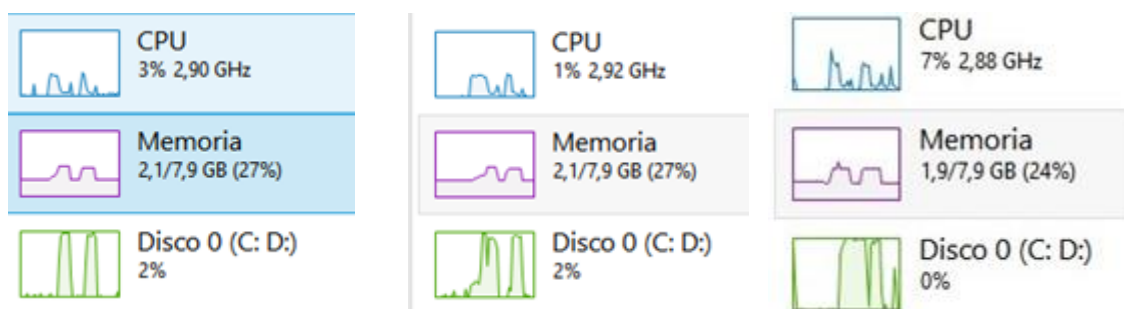 CPU
3% 2,90 GHz
Memoria
2,1/7,9 GB (27%)
Disco 0 (C: D:)
2%
CPU
1% 2,92 GHz
Memoria
2,1/7,9 GB (27%)
Disco 0 (C: D:)
2%
CPU
7% 2,88 GHz
Memoria
1,9/7,9 GB (24%)
Disco 0 (C: D:)
0%